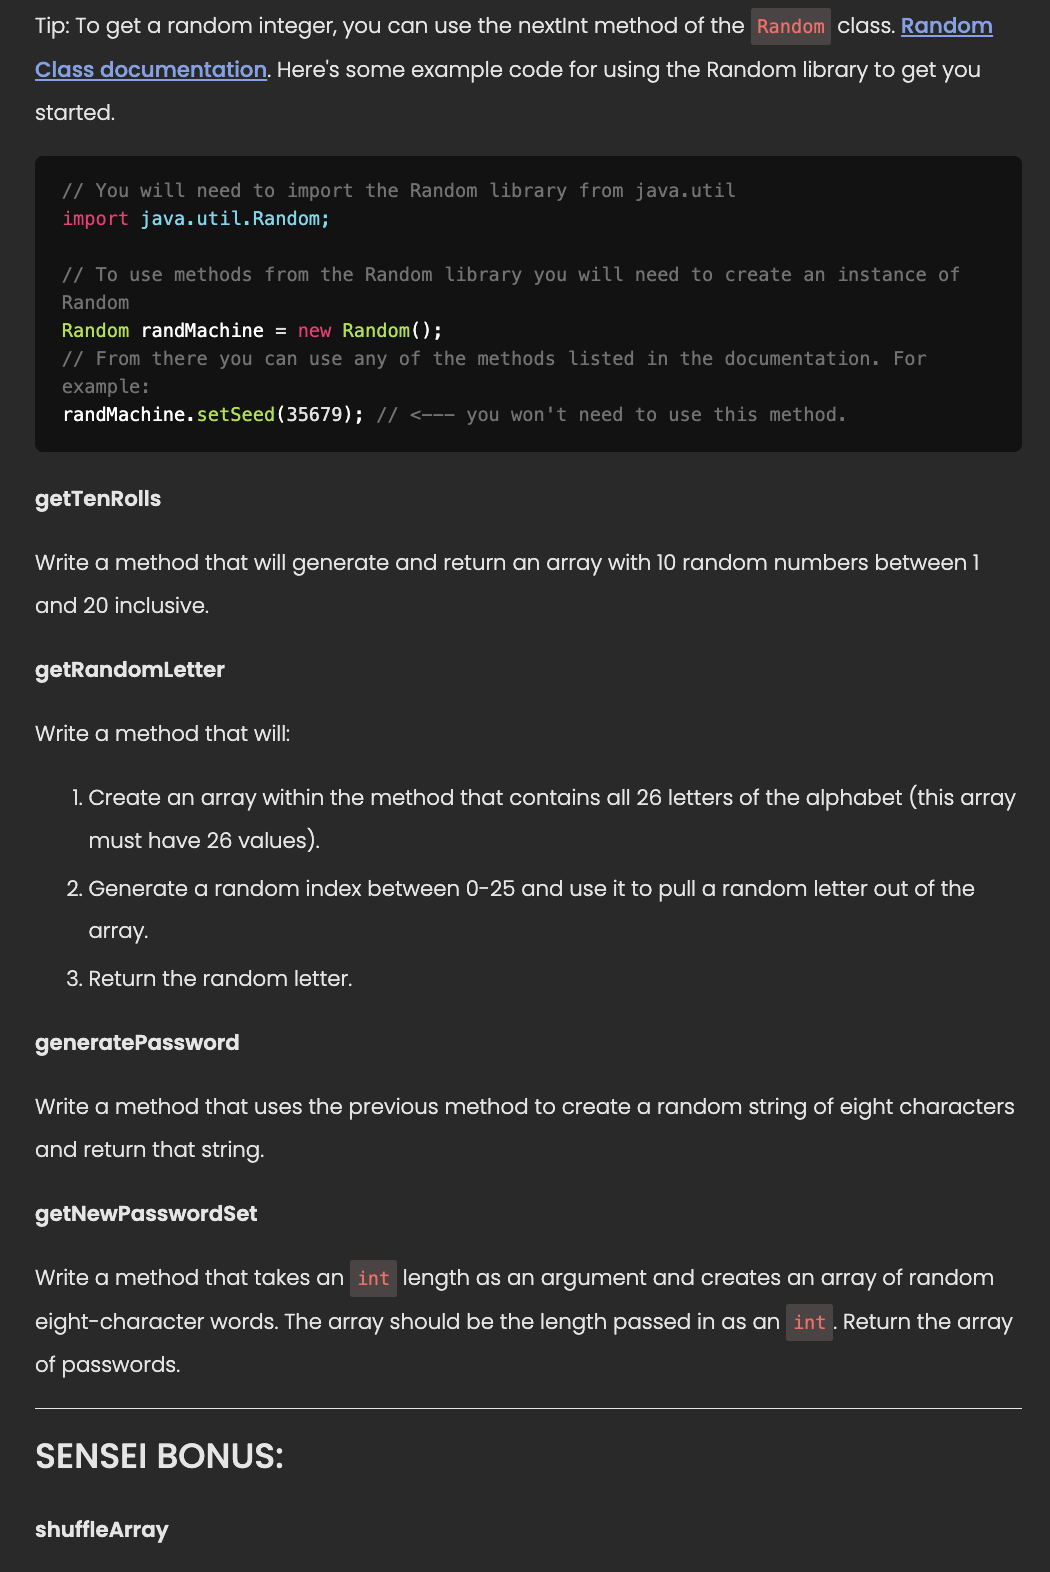 Tip: To get a random integer, you can use the nextInt method of the Random class. Random
Class documentation. Here's some example code for using the Random library to get you
started.
// You will need to import the Random library from java.util
import java.util.Random;
// To use methods from the Random library you will need to create an instance of
Random
Random randMachine = new Random();
// From there you can use any of the methods listed in the documentation. For
example:
randMachine.setSeed(35679); // <--- you won't need to use this method.
getTenRolls
Write a method that will generate and return an array with 10 random numbers between 1
and 20 inclusive.
getRandomLetter
Write a method that will:
1. Create an array within the method that contains all 26 letters of the alphabet (this array
must have 26 values).
2. Generate a random index between 0-25 and use it to pull a random letter out of the
array.
3. Return the random letter.
generatePassword
Write a method that uses the previous method to create a random string of eight characters
and return that string.
getNewPasswordSet
Write a method that takes an int length as an argument and creates an array of random
eight-character words. The array should be the length passed in as an int. Return the array
of passwords.
SENSEI BONUS:
shuffleArray